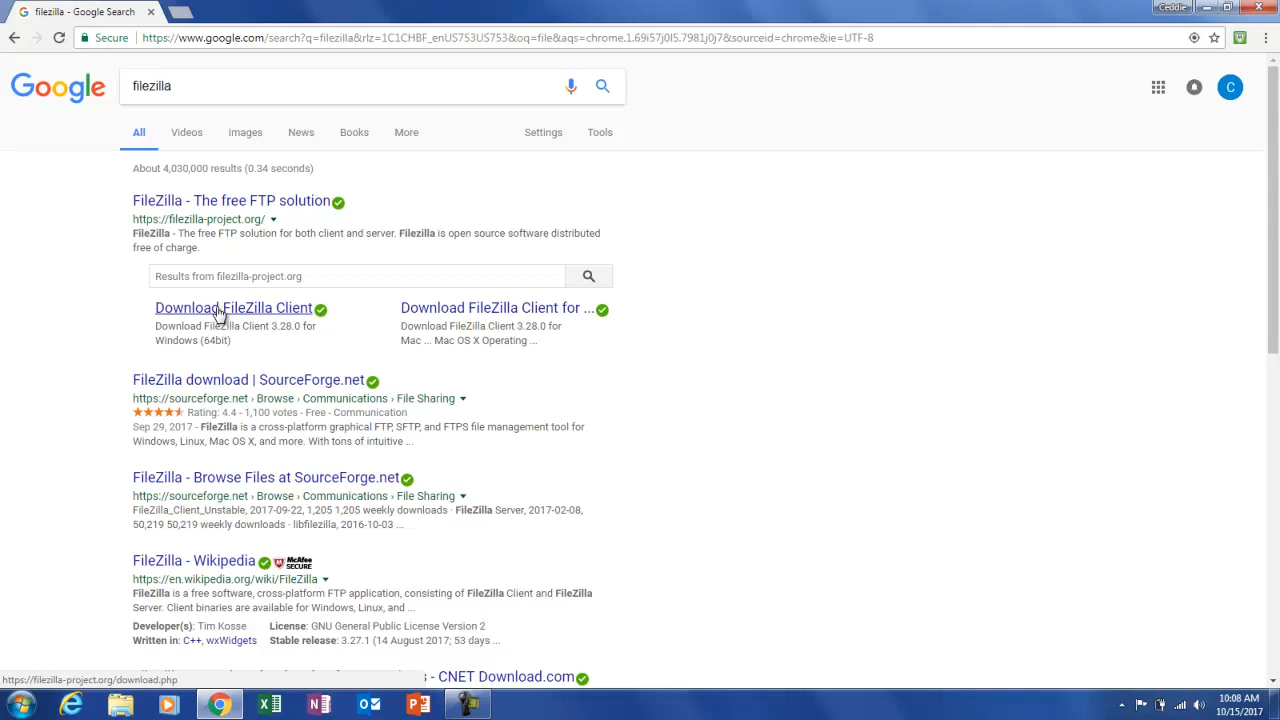 filezilla - Google Search
Ceddie
Secure
https://www.google.com/search?q=filezilla&rlz=1C1CHBF_enUS753US753&oq=file&aqs=chrome.1.69i57j0l5.7981j0j7&sourceid=chrome&ie=UTF-8
Google
filezilla
C
All Videos Images News Books More Settings Tools
About 4,030,000 results (0.34 seconds)
FileZilla - The free FTP solution
https://filezilla-project.org/
FileZilla - The free FTP solution for both client and server. Filezilla is open source software distributed
free of charge.
Results from filezilla-project.org
Download FileZilla Client
Download FileZilla Client 3.28.0 for
Windows (64bit)
Download FileZilla Client for ...
Download FileZilla Client 3.28.0 for
Mac ... Mac OS X Operating ...
FileZilla download | SourceForge.net
https://sourceforge.net › Browse › Communications › File Sharing
Rating: 4.4 - 1,100 votes - Free - Communication
Sep 29, 2017 - FileZilla is a cross-platform graphical FTP, SFTP, and FTPS file management tool for
Windows, Linux, Mac OS X, and more. With tons of intuitive ...
FileZilla - Browse Files at SourceForge.net
https://sourceforge.net › Browse › Communications › File Sharing
FileZilla_Client_Unstable, 2017-09-22, 1,205 1,205 weekly downloads · FileZilla Server, 2017-02-08,
50,219 50,219 weekly downloads · libfilezilla, 2016-10-03 ...
FileZilla - Wikipedia
McAfee
SECURE
https://en.wikipedia.org/wiki/FileZilla
FileZilla is a free software, cross-platform FTP application, consisting of FileZilla Client and FileZilla
Server. Client binaries are available for Windows, Linux, and ...
Developer(s): Tim Kosse License: GNU General Public License Version 2
Written in: C++, wxWidgets Stable release: 3.27.1 (14 August 2017; 53 days ...
- CNET Download.com
https://filezilla-project.org/download.php
10:08 AM
10/15/2017